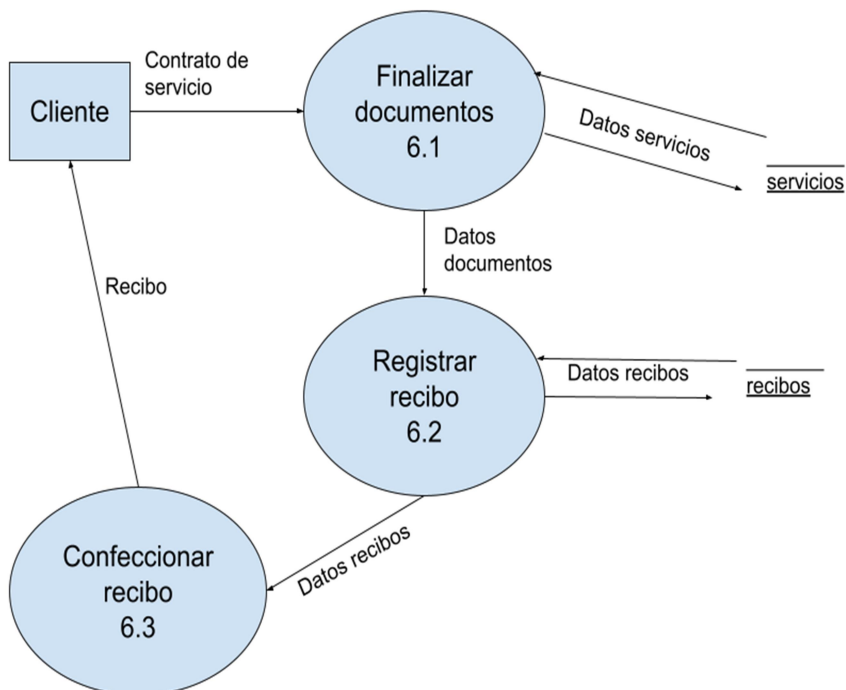 Contrato de
servicio
Cliente
Finalizar
documentos
6.1
Datos servicios
servicios
Datos
documentos
Recibo
Registrar
recibo
6.2
Datos recibos
recibos
Datos recibos
Confeccionar
recibo
6.3